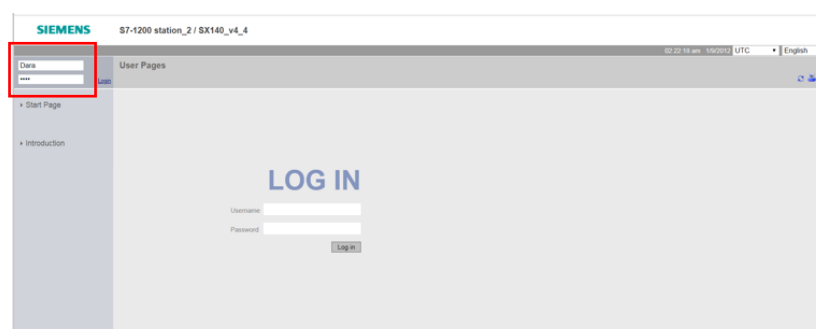 SIEMENS
S7-1200 station_2 / SX140_v4_4
02:22:18 am 1/9/2012 UTC English
Dara
••••
Login
User Pages
Start Page
Introduction
LOG IN
Username
Password
Log in